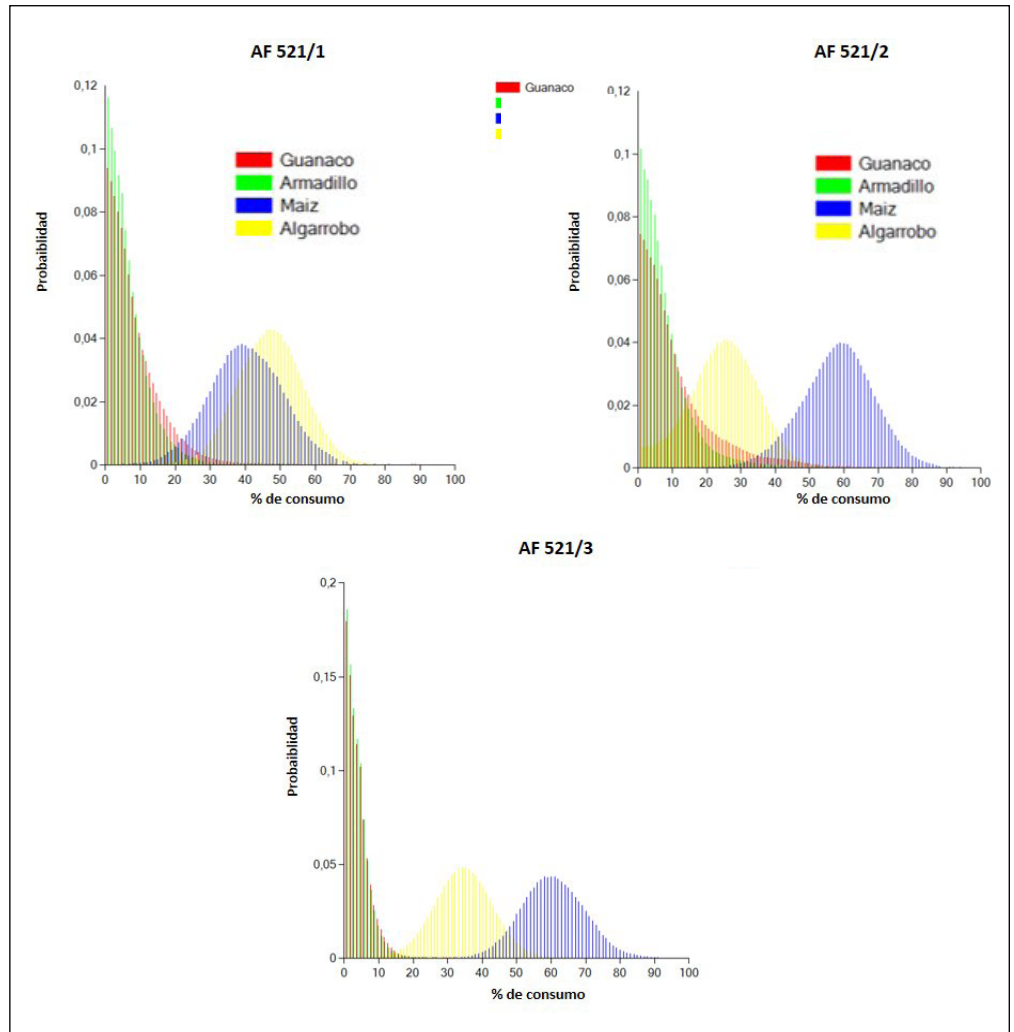 AF 521/1
0,12
0,1
0,08
0,06
0,04
0,02
0
Probaiblidad
Guanaco
Armadillo
Maiz
Algarrobo
0 10 20 30 40 50 60 70 80 90 100
% de consumo
Guanaco
AF 521/2
0,12
0,1
0,08
0,06
0,04
0,02
0
Probaiblidad
Guanaco
Armadillo
Maiz
Algarrobo
0 10 20 30 40 50 60 70 80 90 100
% de consumo
AF 521/3
0,2
0,15
0,1
0,05
0
Probaiblidad
0 10 20 30 40 50 60 70 80 90 100
% de consumo